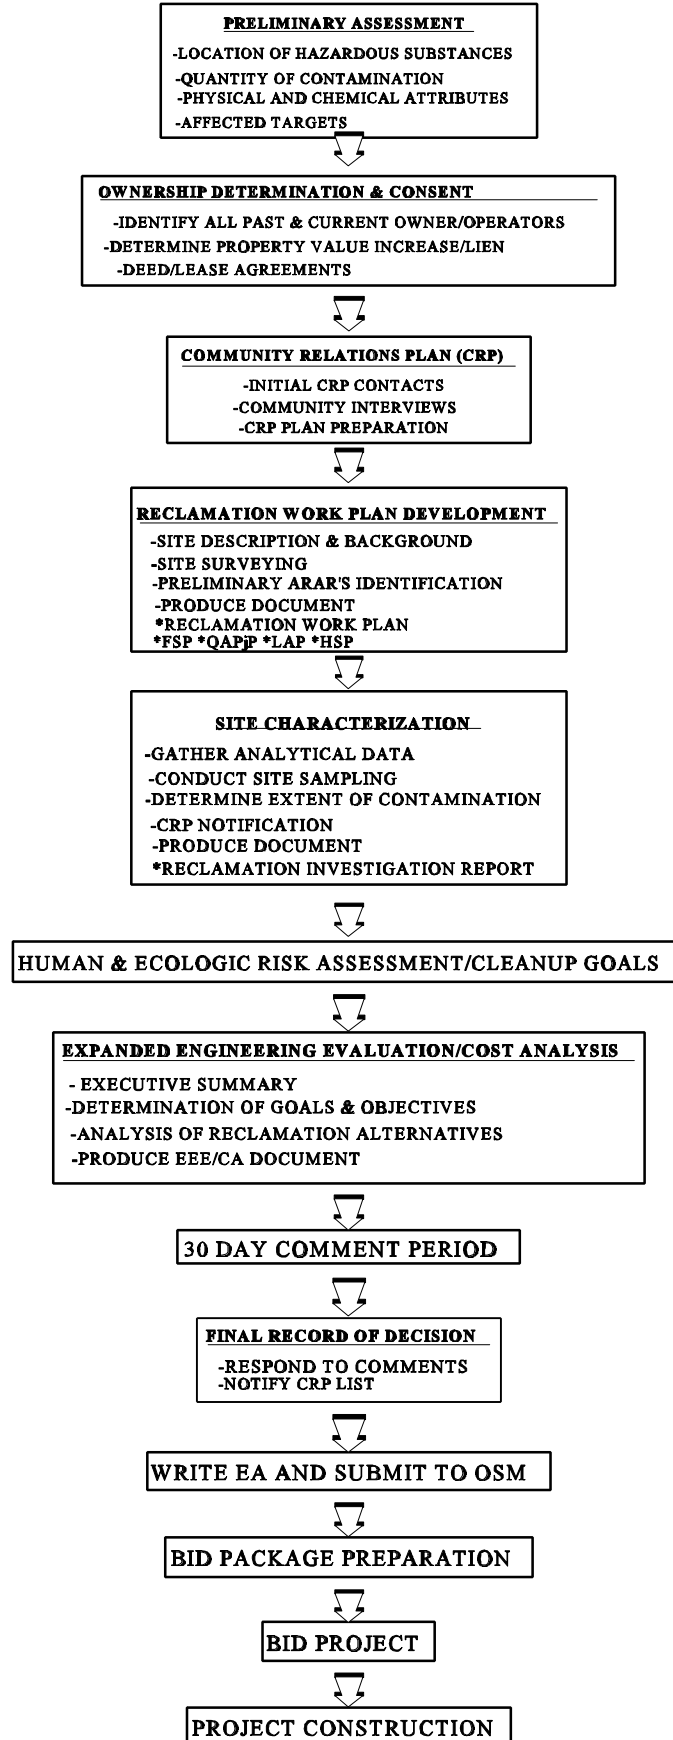 PRELIMINARY ASSESSMENT
-LOCATION OF HAZARDOUS SUBSTANCES
-QUANTITY OF CONTAMINATION
-PHYSICAL AND CHEMICAL ATTRIBUTES
-AFFECTED TARGETS
OWNERSHIP DETERMINATION & CONSENT
-IDENTIFY ALL PAST & CURRENT OWNER/OPERATORS
-DETERMINE PROPERTY VALUE INCREASE/LIEN
-DEED/LEASE AGREEMENTS
COMMUNITY RELATIONS PLAN (CRP)
-INITIAL CRP CONTACTS
-COMMUNITY INTERVIEWS
-CRP PLAN PREPARATION
RECLAMATION WORK PLAN DEVELOPMENT
-SITE DESCRIPTION & BACKGROUND
-SITE SURVEYING
-PRELIMINARY ARAR'S IDENTIFICATION
-PRODUCE DOCUMENT
*RECLAMATION WORK PLAN
*FSP *QAPjP *LAP *HSP
SITE CHARACTERIZATION
-GATHER ANALYTICAL DATA
-CONDUCT SITE SAMPLING
-DETERMINE EXTENT OF CONTAMINATION
-CRP NOTIFICATION
-PRODUCE DOCUMENT
*RECLAMATION INVESTIGATION REPORT
HUMAN & ECOLOGIC RISK ASSESSMENT/CLEANUP GOALS
EXPANDED ENGINEERING EVALUATION/COST ANALYSIS
- EXECUTIVE SUMMARY
-DETERMINATION OF GOALS & OBJECTIVES
-ANALYSIS OF RECLAMATION ALTERNATIVES
-PRODUCE EEE/CA DOCUMENT
30 DAY COMMENT PERIOD
FINAL RECORD OF DECISION
-RESPOND TO COMMENTS
-NOTIFY CRP LIST
WRITE EA AND SUBMIT TO OSM
BID PACKAGE PREPARATION
BID PROJECT
PROJECT CONSTRUCTION